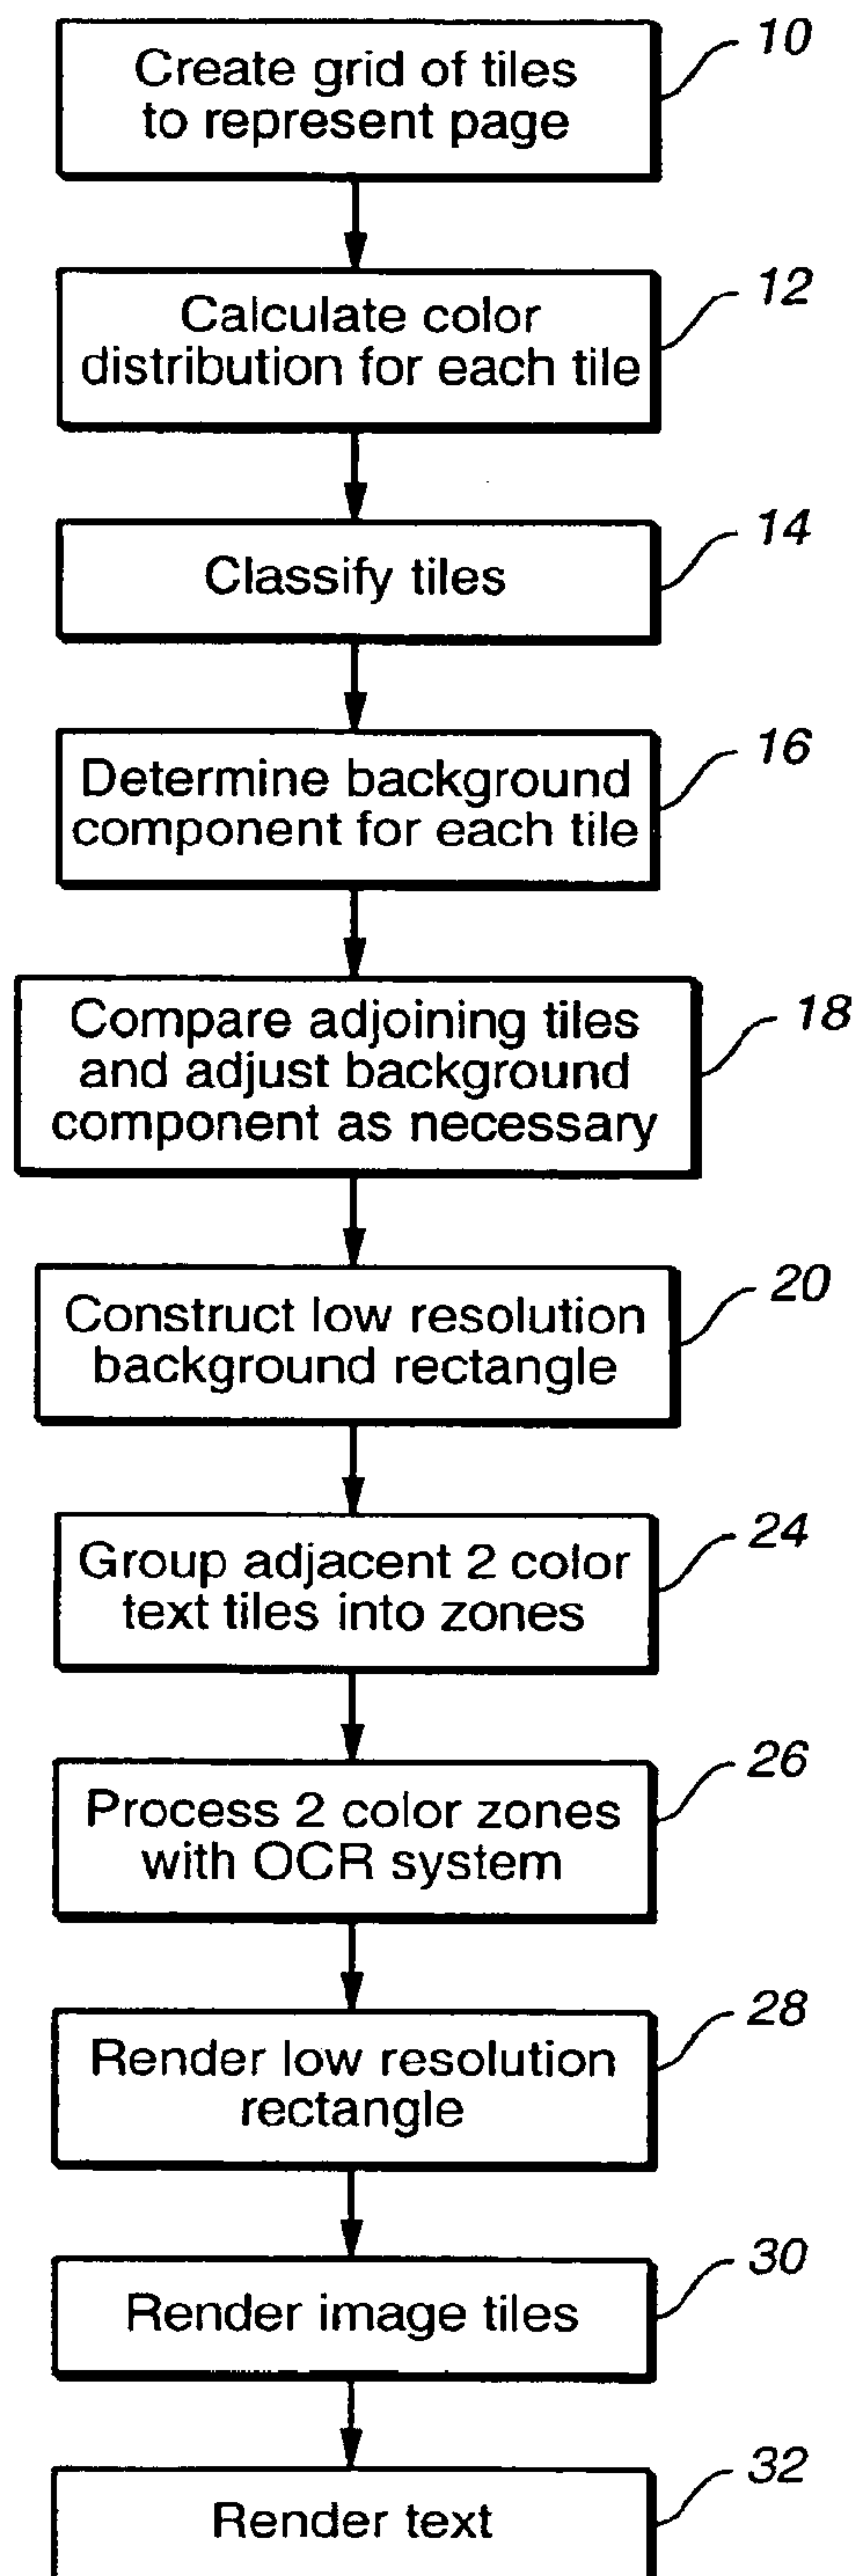 Create grid of tiles
to represent page
10
Calculate color
distribution for each tile
12
Classify tiles
14
Determine background
component for each tile
16
Compare adjoining tiles
and adjust background
component as necessary
18
Construct low resolution
background rectangle
20
Group adjacent 2 color
text tiles into zones
24
Process 2 color zones
with OCR system
26
Render low resolution
rectangle
28
Render image tiles
30
Render text
32